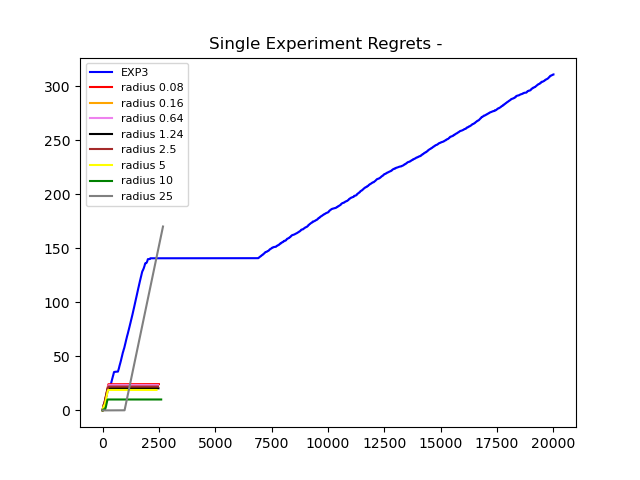 Single Experiment Regrets -
EXP3
radius 0.08
radius 0.16
radius 0.64
radius 1.24
radius 2.5
radius 5
radius 10
radius 25
300
250
200
150
100
50
0
0 2500 5000 7500 10000 12500 15000 17500 20000